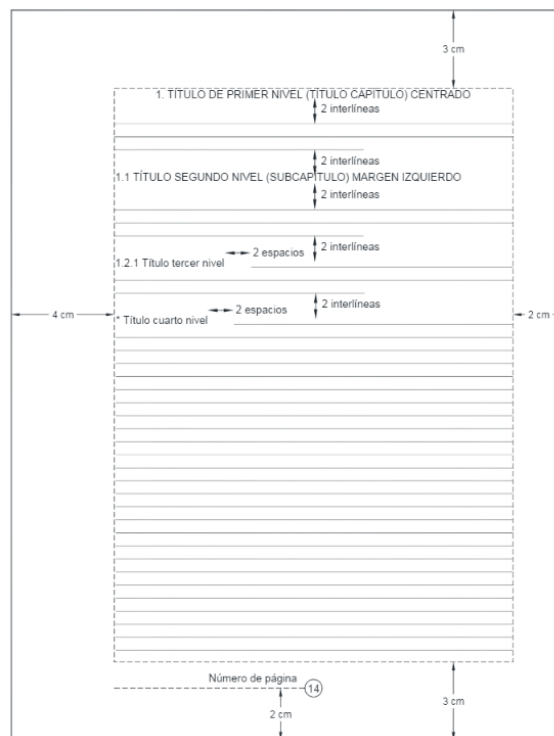 3 cm
1. TÍTULO DE PRIMER NIVEL (TÍTULO CAPÍTULO) CENTRADO
2 interlíneas
2 interlíneas
1.1 TÍTULO SEGUNDO NIVEL (SUBCAPÍTULO) MARGEN IZQUIERDO
2 interlíneas
2 interlíneas
2 espacios
1.2.1 Título tercer nivel
2 interlíneas
2 espacios
* Título cuarto nivel
4 cm
2 cm
Número de página
14
2 cm
3 cm